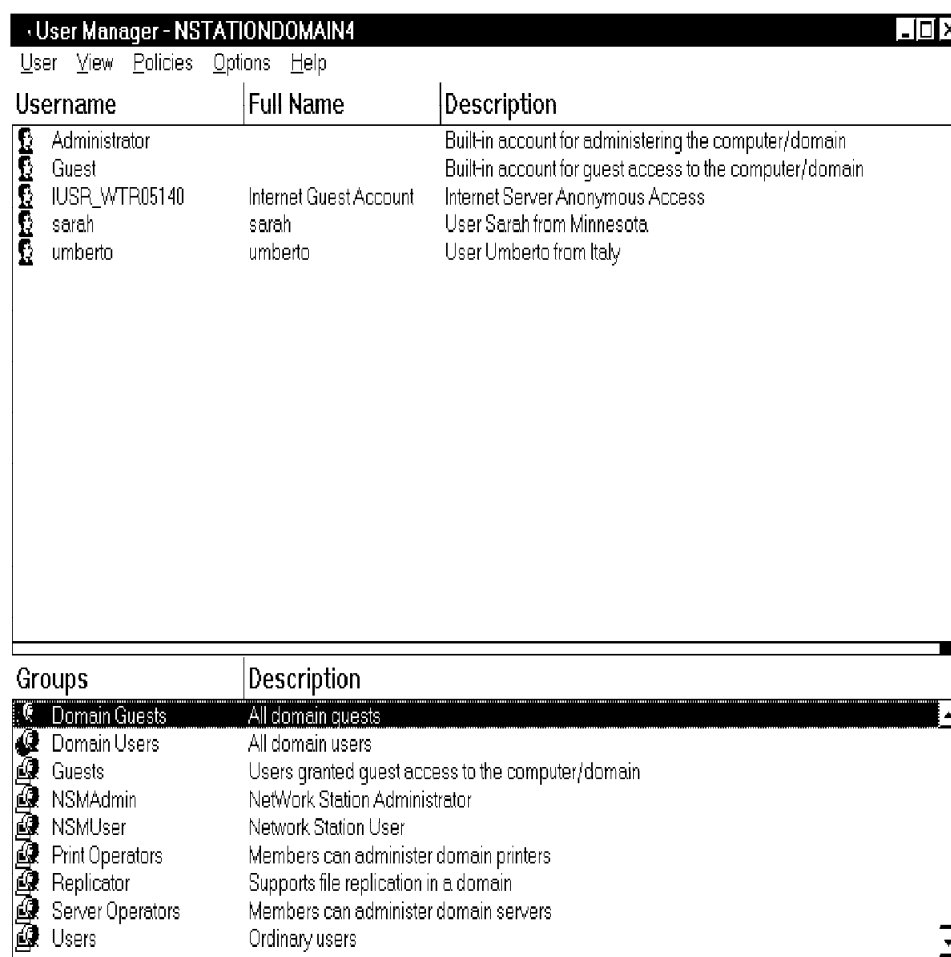 User Manager - NSTATIONDOMAIN4
User View Policies Options Help
Username Full Name Description
Administrator Built-in account for administering the computer/domain
Guest Built-in account for guest access to the computer/domain
IUSR_WTR05140 Internet Guest Account Internet Server Anonymous Access
sarah sarah User Sarah from Minnesota
umberto umberto User Umberto from Italy
Groups Description
Domain Guests All domain guests
Domain Users All domain users
Guests Users granted guest access to the computer/domain
NSMAdmin NetWork Station Administrator
NSMUser Network Station User
Print Operators Members can administer domain printers
Replicator Supports file replication in a domain
Server Operators Members can administer domain servers
Users Ordinary users